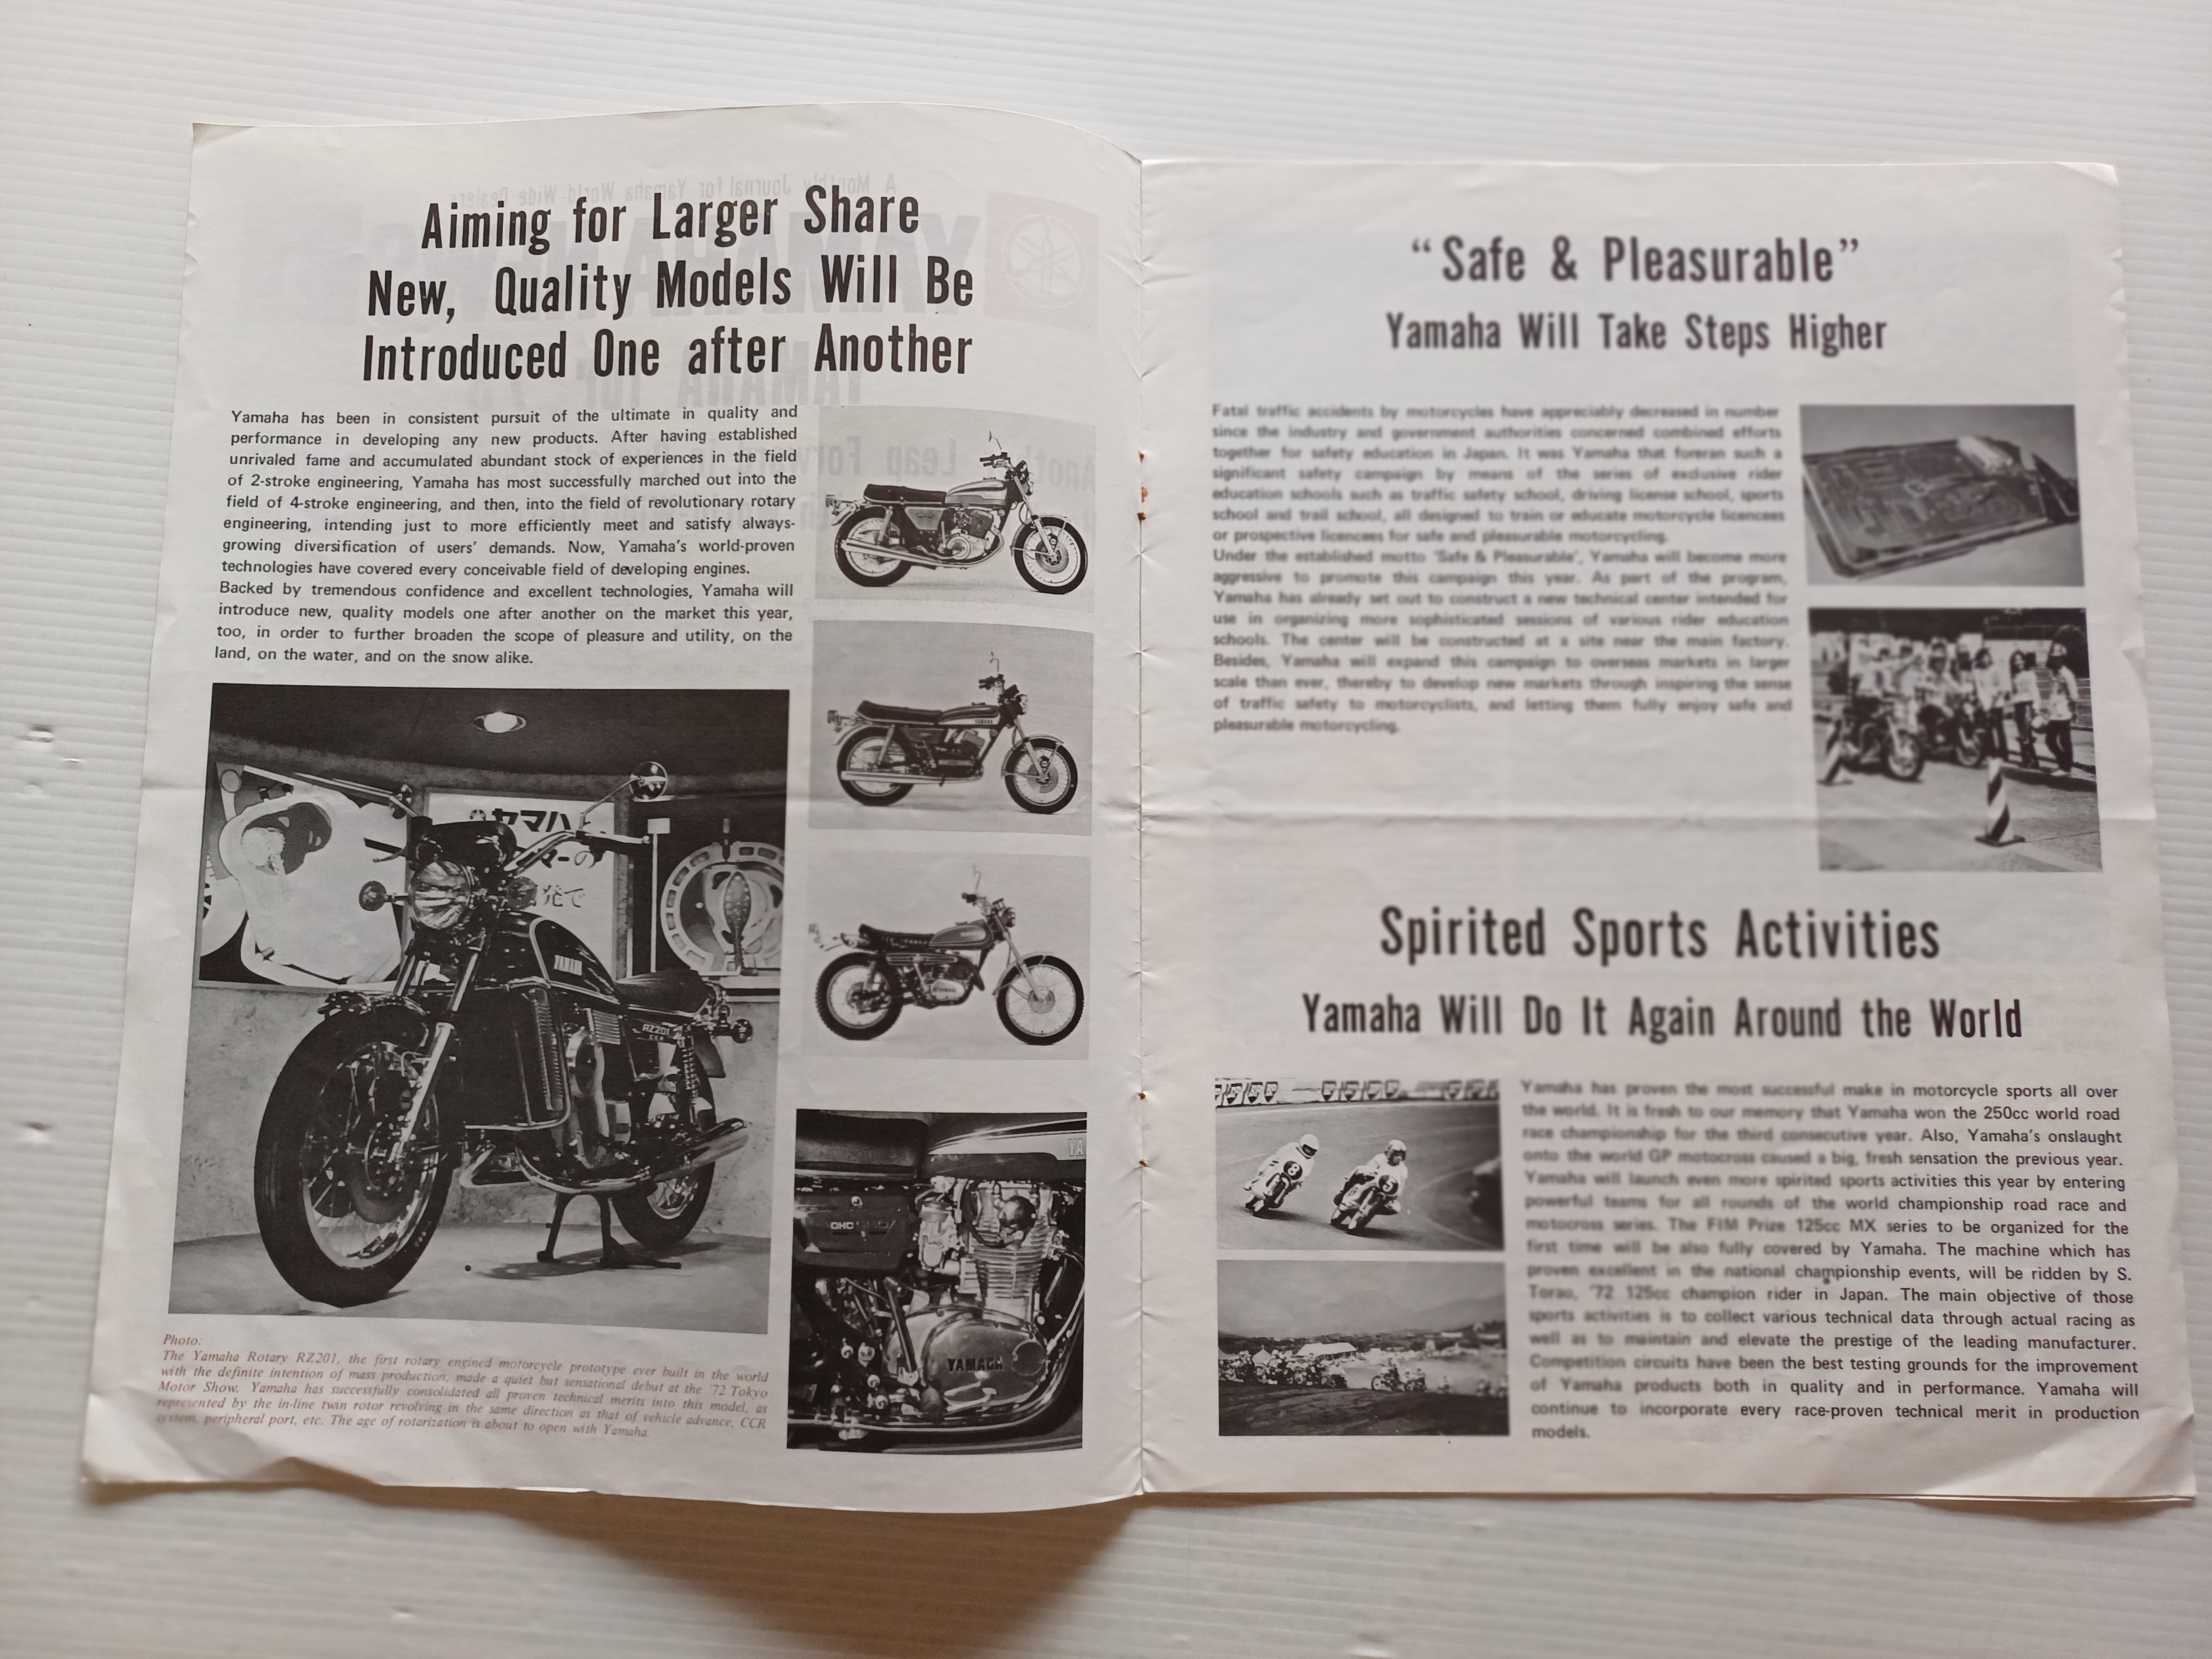 Aiming for Larger Share
New, Quality Models Will Be
Introduced One after Another
Yamaha has been in consistent pursuit of the ultimate in quality and
performance in developing any new products. After having established
unrivaled fame and accumulated abundant stock of experiences in the field
of 2-stroke engineering, Yamaha has most successfully marched out into the
field of 4-stroke engineering, and then, into the field of revolutionary rotary
engineering, intending just to more efficiently meet and satisfy always-
growing diversification of users' demands. Now, Yamaha's world-proven
technologies have covered every conceivable field of developing engines.
Backed by tremendous confidence and excellent technologies, Yamaha will
introduce new, quality models one after another on the market this year,
too, in order to further broaden the scope of pleasure and utility, on the
land, on the water, and on the snow alike.
YAMAHA
ヤマハ
発で
YAMAHA
RZ201
OHC
YAMAHA
Photo:
The Yamaha Rotary RZ201, the first rotary engined motorcycle prototype ever built in the world
with the definite intention of mass production, made a quiet but sensational debut at the '72 Tokyo
Motor Show. Yamaha has successfully consolidated all proven technical merits into this model, as
represented by the in-line twin rotor revolving in the same direction as that of vehicle advance, CCR
system, peripheral port, etc. The age of rotarization is about to open with Yamaha.
"Safe & Pleasurable"
Yamaha Will Take Steps Higher
Fatal traffic accidents by motorcycles have appreciably decreased in number
since the industry and government authorities concerned combined efforts
together for safety education in Japan. It was Yamaha that foreran such a
significant safety campaign by means of the series of exclusive rider
education schools such as traffic safety school, driving license school, sports
school and trail school, all designed to train or educate motorcycle licencees
or prospective licencees for safe and pleasurable motorcycling.
Under the established motto 'Safe & Pleasurable', Yamaha will become more
aggressive to promote this campaign this year. As part of the program,
Yamaha has already set out to construct a new technical center intended for
use in organizing more sophisticated sessions of various rider education
schools. The center will be constructed at a site near the main factory.
Besides, Yamaha will expand this campaign to overseas markets in larger
scale than ever, thereby to develop new markets through inspiring the sense
of traffic safety to motorcyclists, and letting them fully enjoy safe and
pleasurable motorcycling.
Spirited Sports Activities
Yamaha Will Do It Again Around the World
Yamaha has proven the most successful make in motorcycle sports all over
the world. It is fresh to our memory that Yamaha won the 250cc world road
race championship for the third consecutive year. Also, Yamaha's onslaught
onto the world GP motocross caused a big, fresh sensation the previous year.
Yamaha will launch even more spirited sports activities this year by entering
powerful teams for all rounds of the world championship road race and
motocross series. The FIM Prize 125cc MX series to be organized for the
first time will be also fully covered by Yamaha. The machine which has
proven excellent in the national championship events, will be ridden by S.
Torao, '72 125cc champion rider in Japan. The main objective of those
sports activities is to collect various technical data through actual racing as
well as to maintain and elevate the prestige of the leading manufacturer.
Competition circuits have been the best testing grounds for the improvement
of Yamaha products both in quality and in performance. Yamaha will
continue to incorporate every race-proven technical merit in production
models.